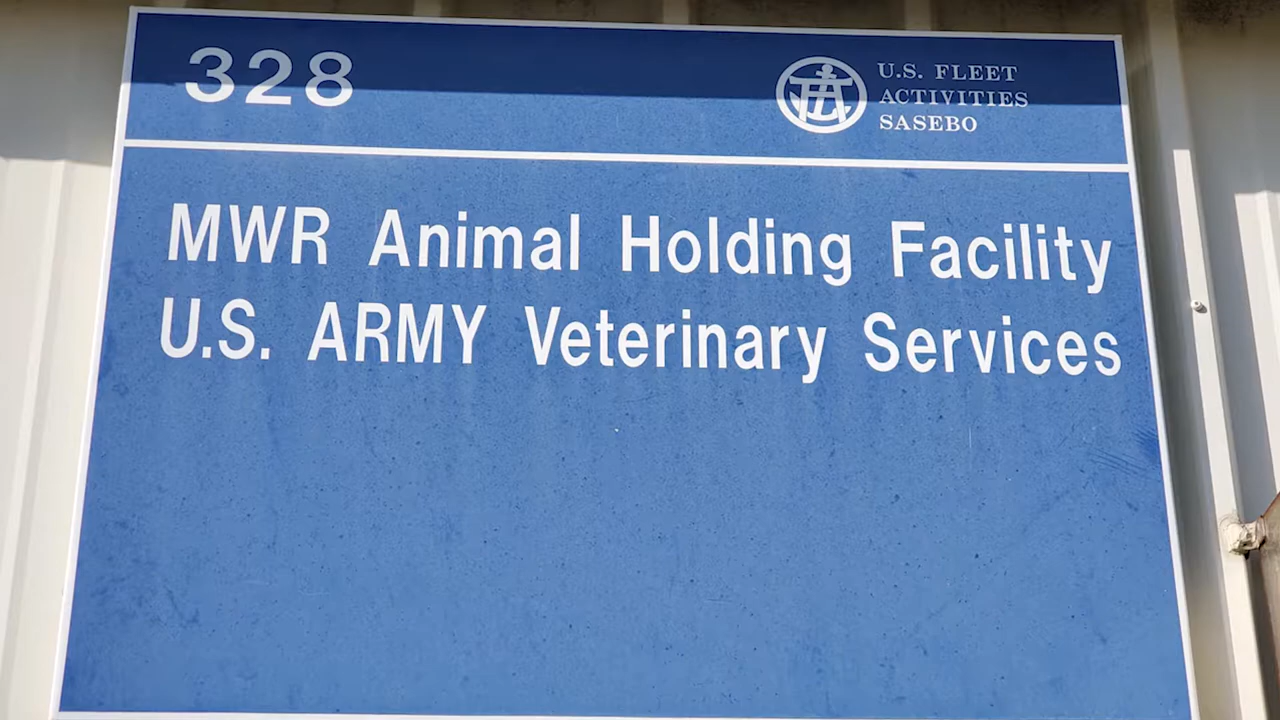 328
U.S. FLEET
ACTIVITIES
SASEBO
MWR Animal Holding Facility
U.S. ARMY Veterinary Services